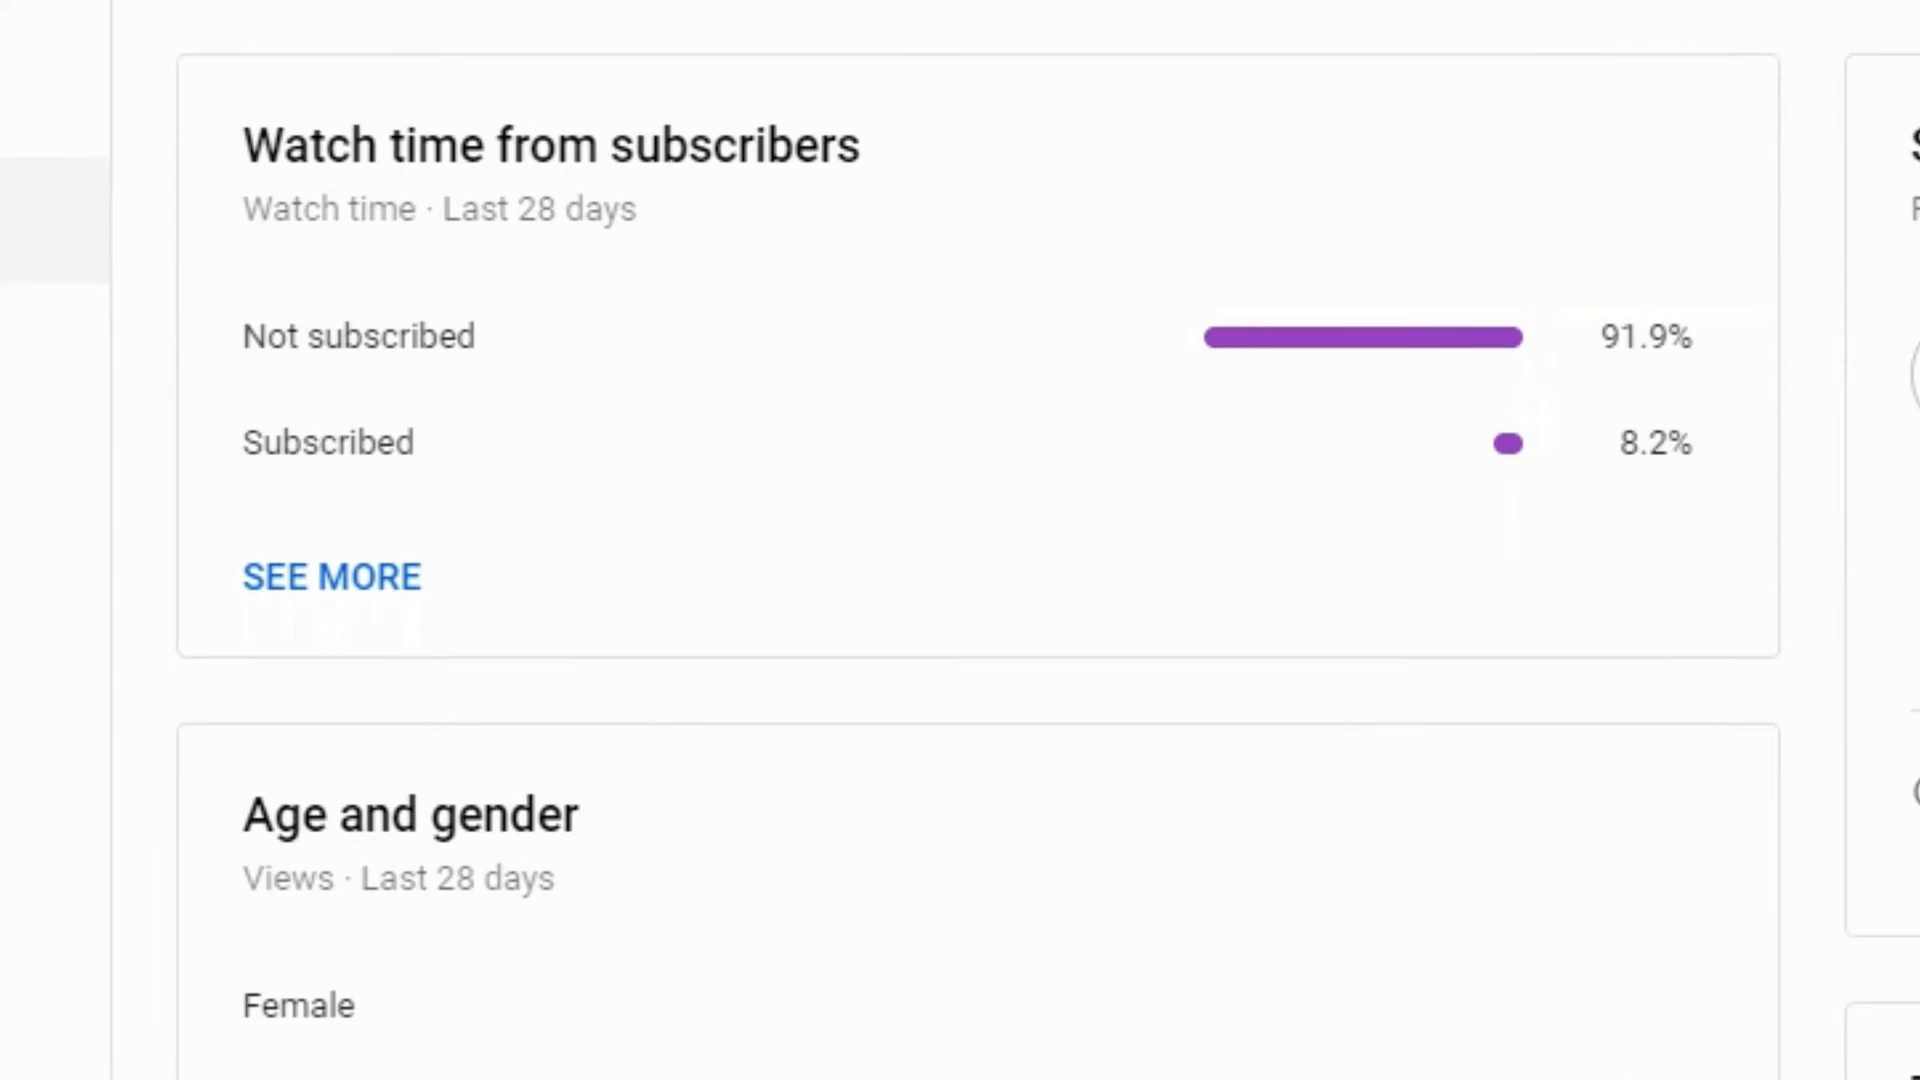 Watch time from subscribers
Watch time · Last 28 days
Not subscribed 91.9%
Subscribed 8.2%
SEE MORE
Age and gender
Views · Last 28 days
Female